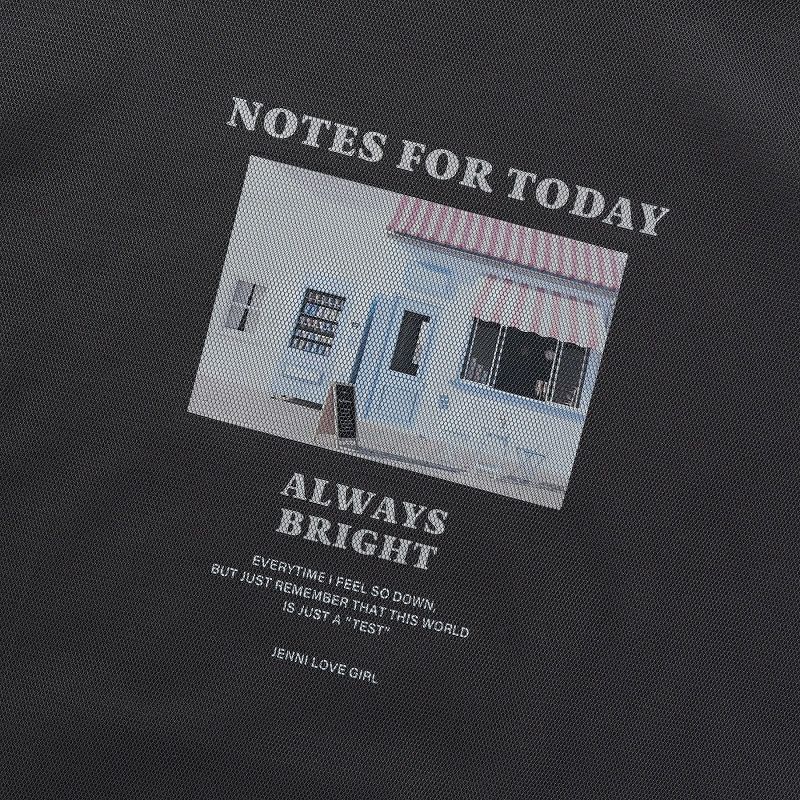 NOTES FOR TODAY
ALWAYS
BRIGHT
EVERYTIME I FEEL SO DOWN,
BUT JUST REMEMBER THAT THIS WORLD
IS JUST A "TEST"
JENNI LOVE GIRL